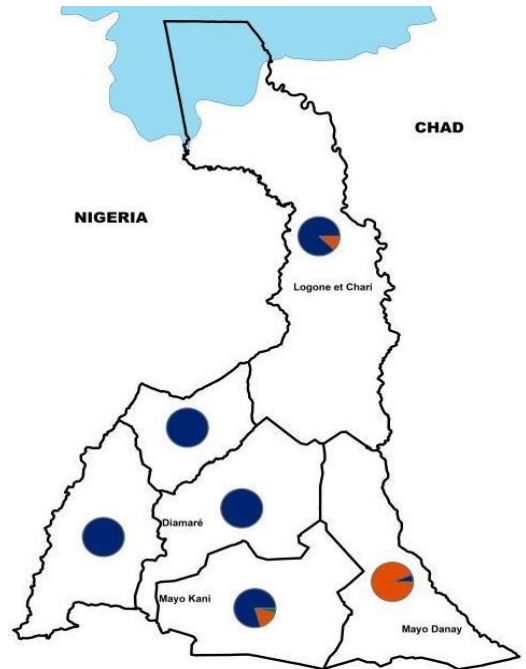 CHAD
NIGERIA
Logone et Chari
Diamaré
Mayo Kani
Mayo Danay